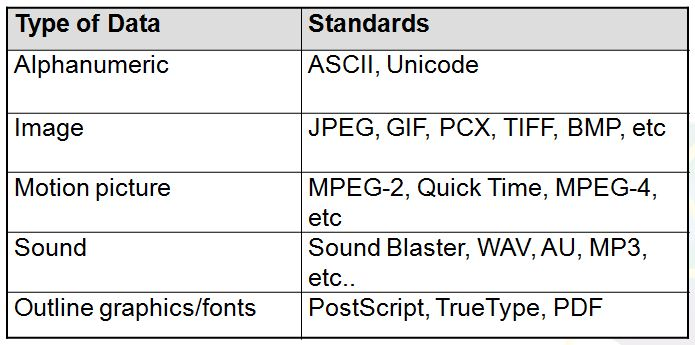 Type of Data Standards
Alphanumeric ASCII, Unicode
Image JPEG, GIF, PCX, TIFF, BMP, etc
Motion picture MPEG-2, Quick Time, MPEG-4,
etc
Sound Sound Blaster, WAV, AU, MP3,
etc..
Outline graphics/fonts PostScript, TrueType, PDF